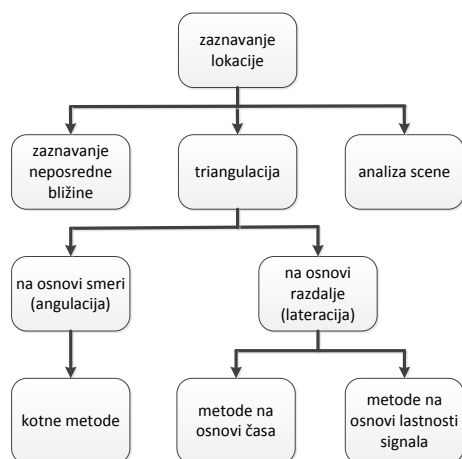 zaznavanje
lokacije
zaznavanje
neposredne
bližine
triangulacija
analiza scene
na osnovi smeri
(angulacija)
na osnovi
razdalje
(lateracija)
kotne metode
metode na
osnovi časa
metode na
osnovi lastnosti
signala